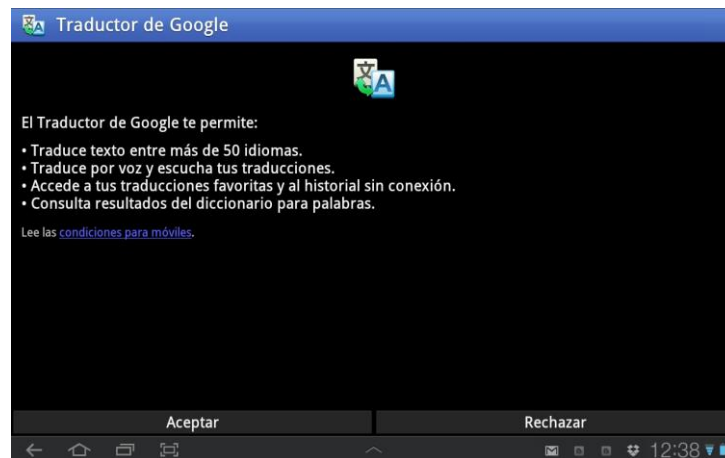 Traductor de Google
El Traductor de Google te permite:
• Traduce texto entre más de 50 idiomas.
• Traduce por voz y escucha tus traducciones.
• Accede a tus traducciones favoritas y al historial sin conexión.
• Consulta resultados del diccionario para palabras.
Lee las condiciones para móviles.
Aceptar Rechazar
12:38